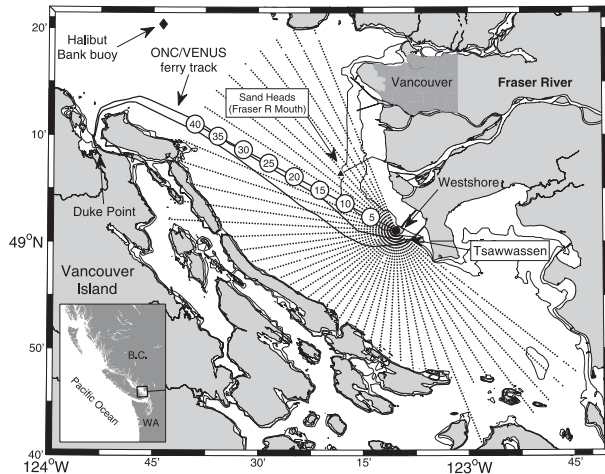 20'
Halibut
Bank buoy
ONC/VENUS
ferry track
Vancouver
Fraser River
Sand Heads
(Fraser R Mouth)
10'
40
35
30
25
20
15
10
5
Westshore
Duke Point
49°N
Tsawwassen
Vancouver
Island
B.C.
Pacific Ocean
WA
50'
40'
124°W
45'
30'
15'
123°W
45'